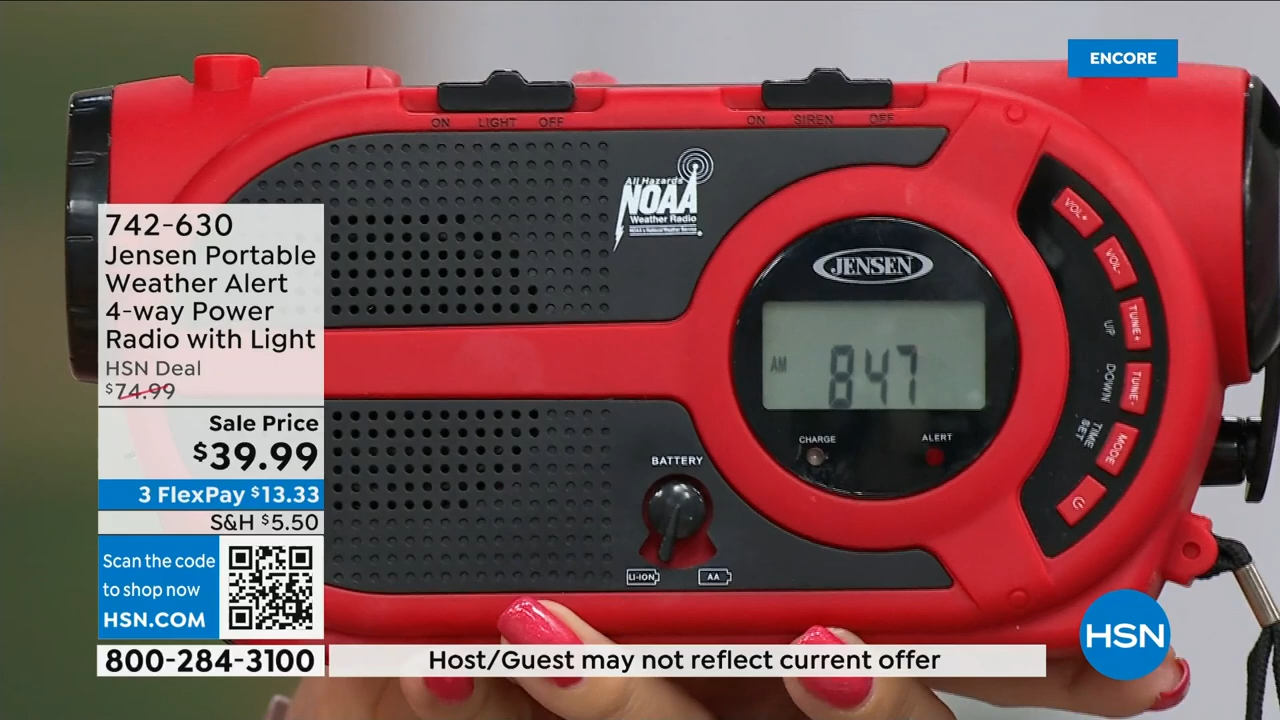 ENCORE
ON LIGHT OFF
ON SIREN OFF
All Hazards
NOAA
Weather Radio
VOL+
VOL-
TUNE+
UP
TUNE-
DOWN
MODE
TIME SET
JENSEN
AM 847
CHARGE
ALERT
BATTERY
LI-ION
AA
742-630
Jensen Portable
Weather Alert
4-way Power
Radio with Light
HSN Deal
$74.99
Sale Price
$39.99
3 FlexPay $13.33
S&H $5.50
Scan the code
to shop now
HSN.COM
800-284-3100
Host/Guest may not reflect current offer
HSN